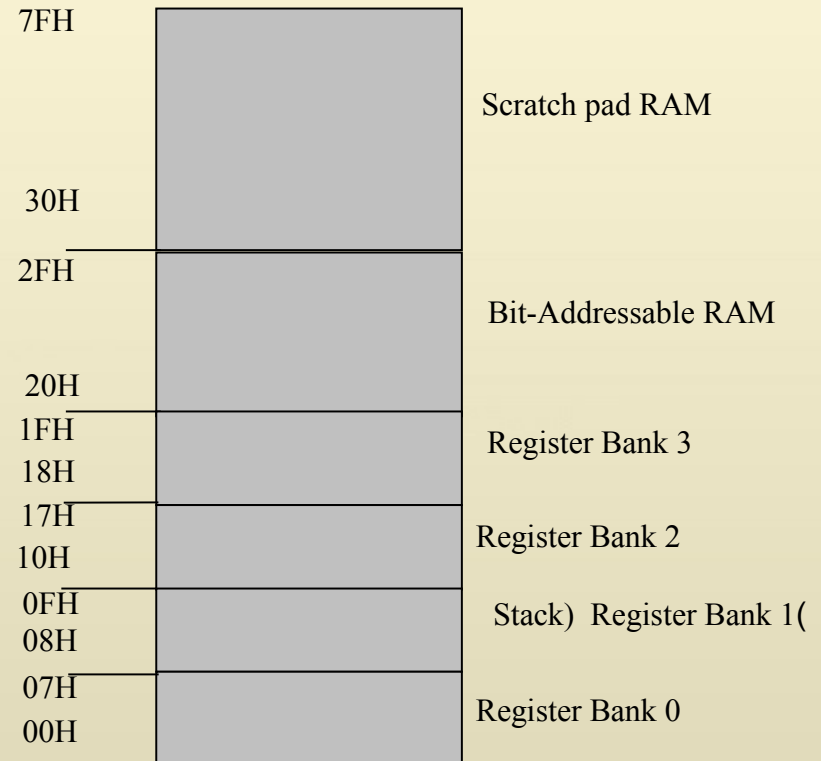 7FH
Scratch pad RAM
30H
2FH
Bit-Addressable RAM
20H
1FH
Register Bank 3
18H
17H
Register Bank 2
10H
0FH
Stack) Register Bank 1(
08H
07H
Register Bank 0
00H